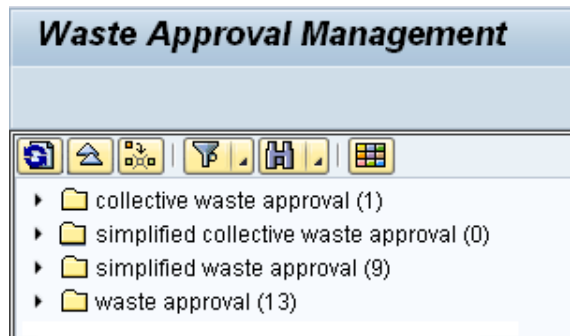 Waste Approval Management
collective waste approval (1)
simplified collective waste approval (0)
simplified waste approval (9)
waste approval (13)